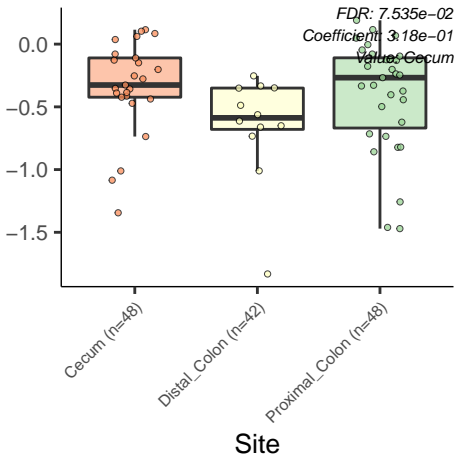 FDR: 7.535e−02
Coefficient: 3.18e−01
Value: Cecum
0.0
−0.5
−1.0
−1.5
Cecum (n=48)
Distal_Colon (n=42)
Proximal_Colon (n=48)
Site